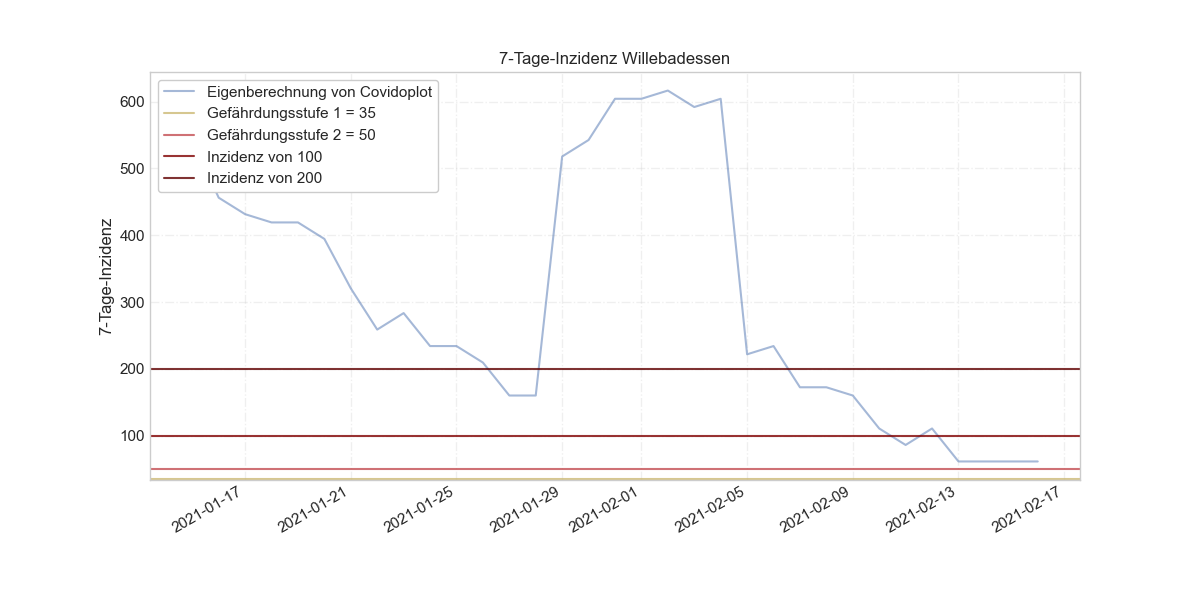 7-Tage-Inzidenz Willebadessen
Eigenberechnung von Covidoplot
Gefährdungsstufe 1 = 35
Gefährdungsstufe 2 = 50
Inzidenz von 100
Inzidenz von 200
7-Tage-Inzidenz
600
500
400
300
200
100
2021-01-17
2021-01-21
2021-01-25
2021-01-29
2021-02-01
2021-02-05
2021-02-09
2021-02-13
2021-02-17